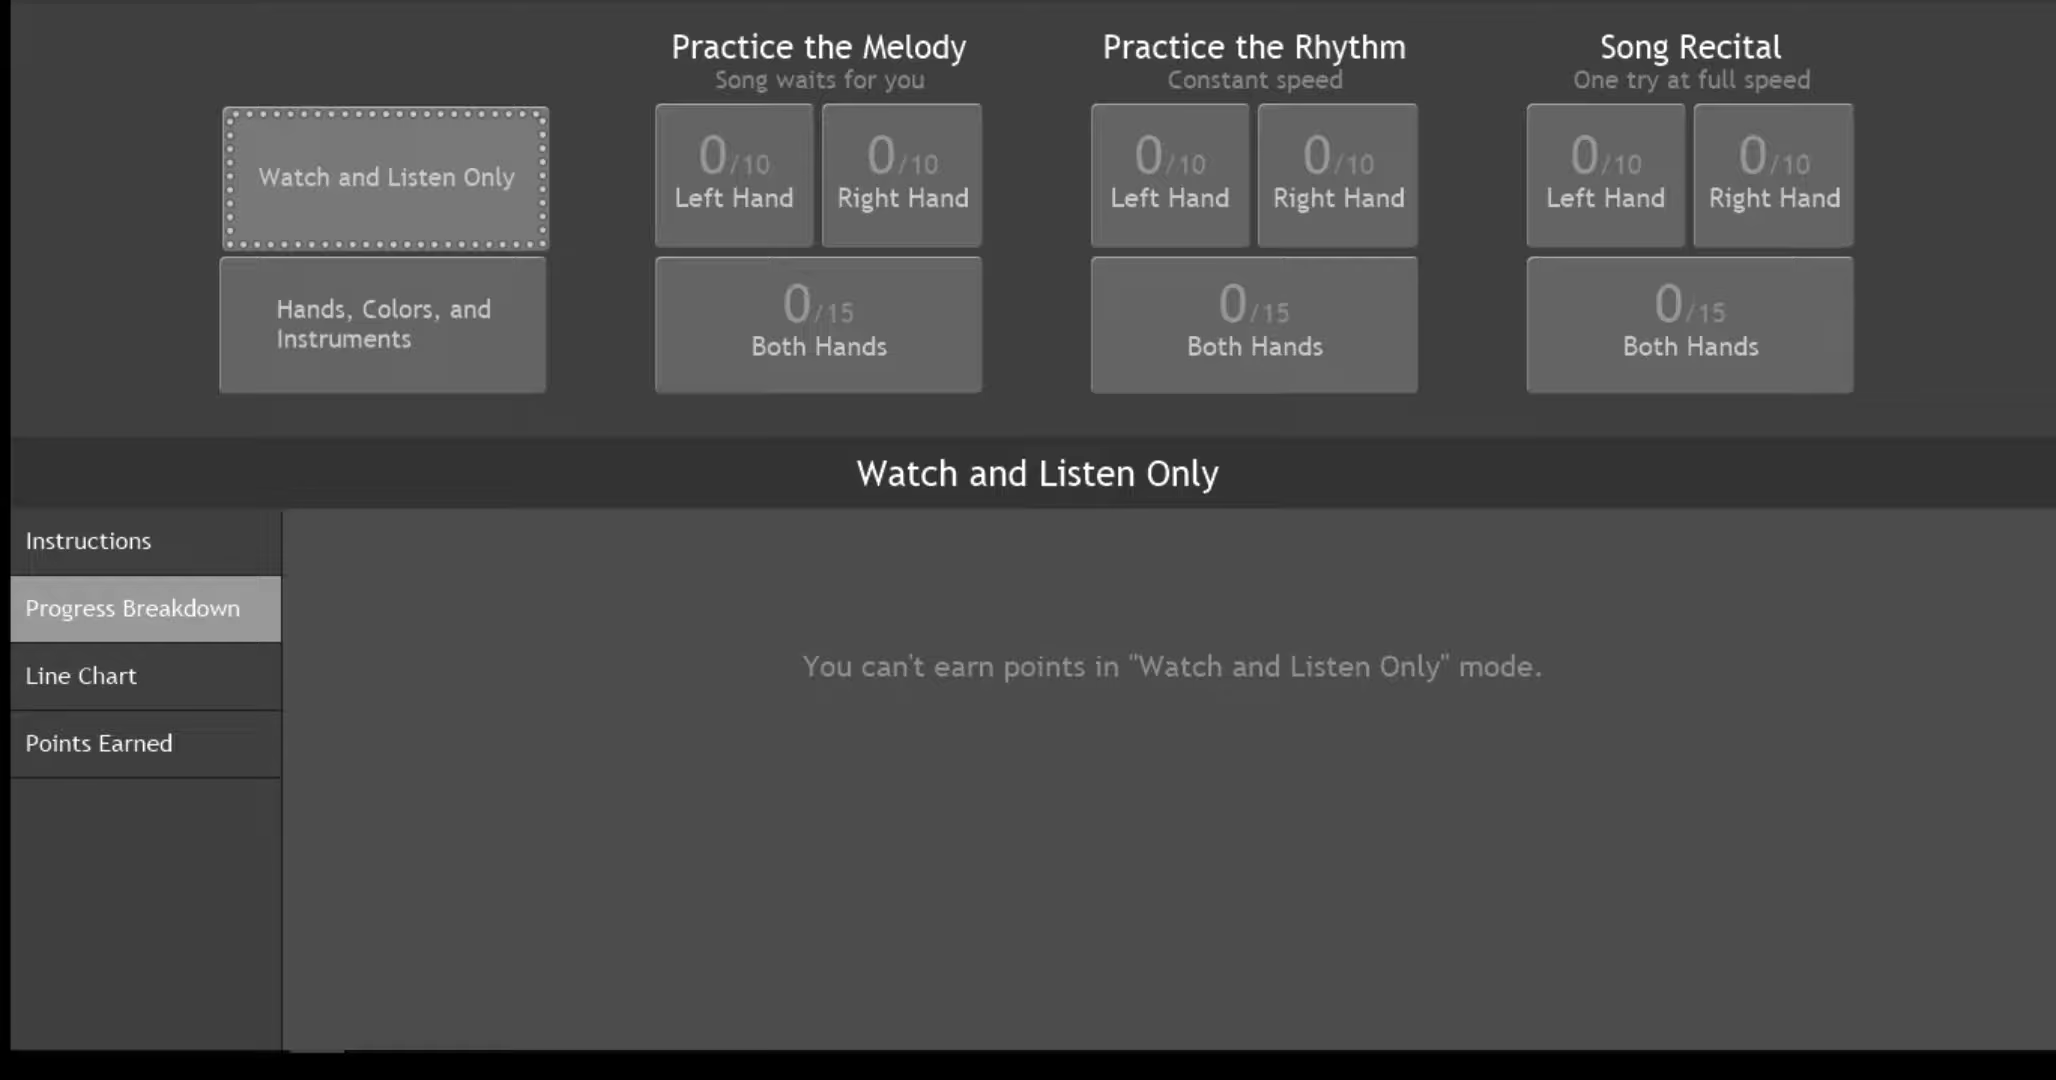 Practice the Melody
Song waits for you
Practice the Rhythm
Constant speed
Song Recital
One try at full speed
Watch and Listen Only
0/10
Left Hand
0/10
Right Hand
0/10
Left Hand
0/10
Right Hand
0/10
Left Hand
0/10
Right Hand
Hands, Colors, and
Instruments
0/15
Both Hands
0/15
Both Hands
0/15
Both Hands
Watch and Listen Only
Instructions
Progress Breakdown
Line Chart
Points Earned
You can't earn points in "Watch and Listen Only" mode.